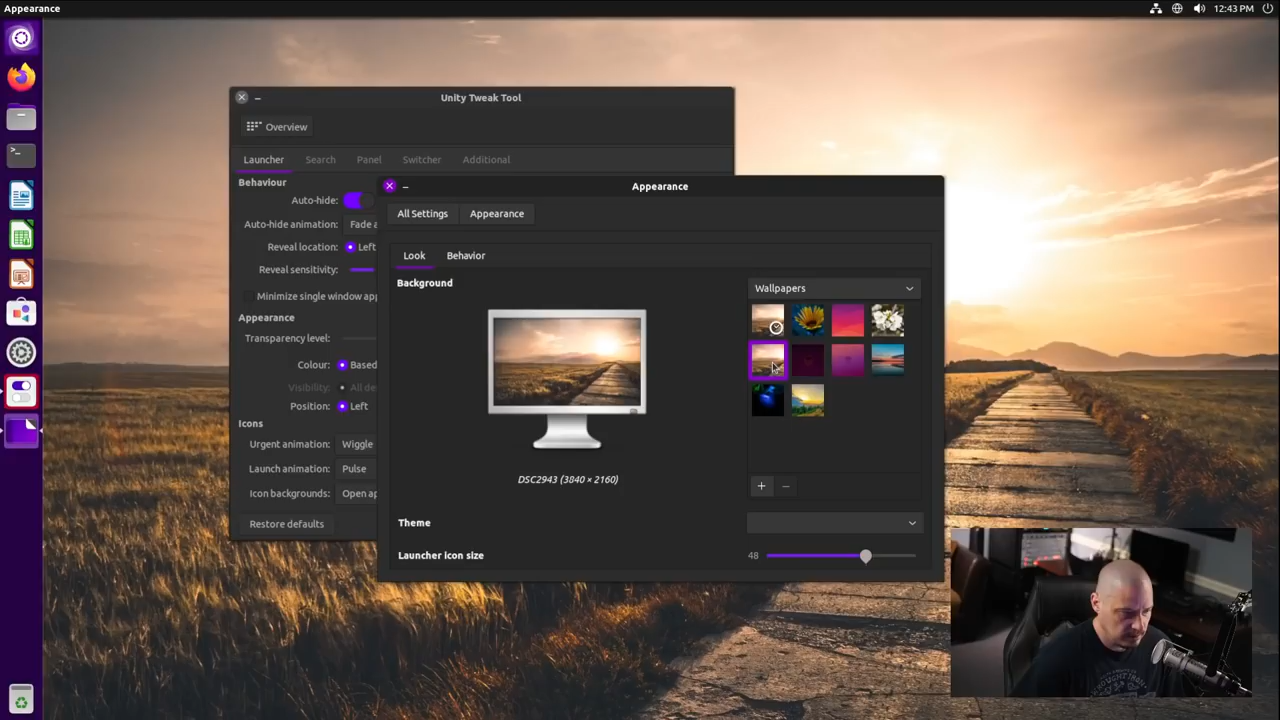 Appearance
12:43 PM
Unity Tweak Tool
Overview
Launcher
Search
Panel
Switcher
Additional
Behaviour
Auto-hide:
Auto-hide animation:
Fade a
Reveal location:
Left
Reveal sensitivity:
Minimize single window app
Appearance
Transparency level:
Colour:
Based
Visibility:
All de
Position:
Left
Icons
Urgent animation:
Wiggle
Launch animation:
Pulse
Icon backgrounds:
Open ap
Restore defaults
Appearance
All Settings
Appearance
Look
Behavior
Background
Wallpapers
DSC2943 (3840 × 2160)
Theme
Launcher icon size
48